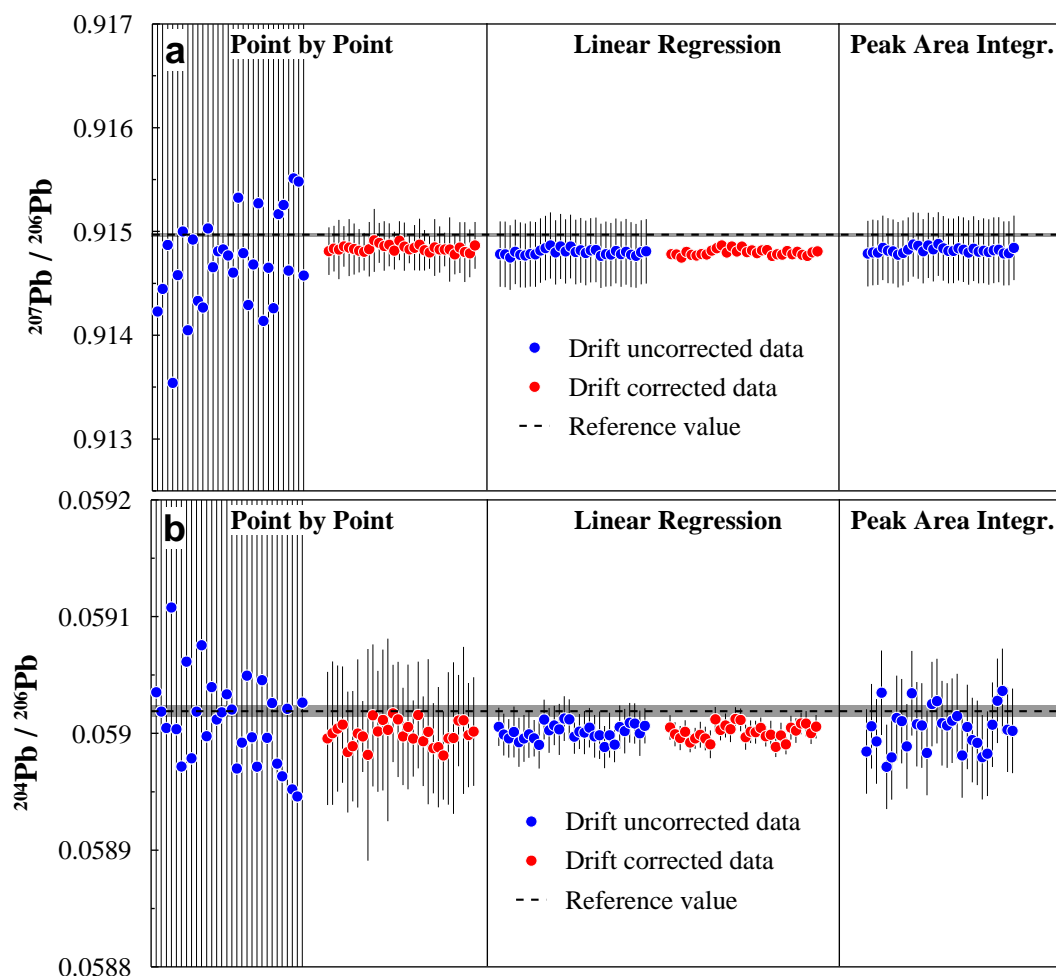 a
Point by Point
Linear Regression
Peak Area Integr.
0.917
0.916
0.915
0.914
0.913
²⁰⁷Pb / ²⁰⁶Pb
Drift uncorrected data
Drift corrected data
Reference value
b
Point by Point
Linear Regression
Peak Area Integr.
0.0592
0.0591
0.0590
0.0589
0.0588
²⁰⁴Pb / ²⁰⁶Pb
Drift uncorrected data
Drift corrected data
Reference value